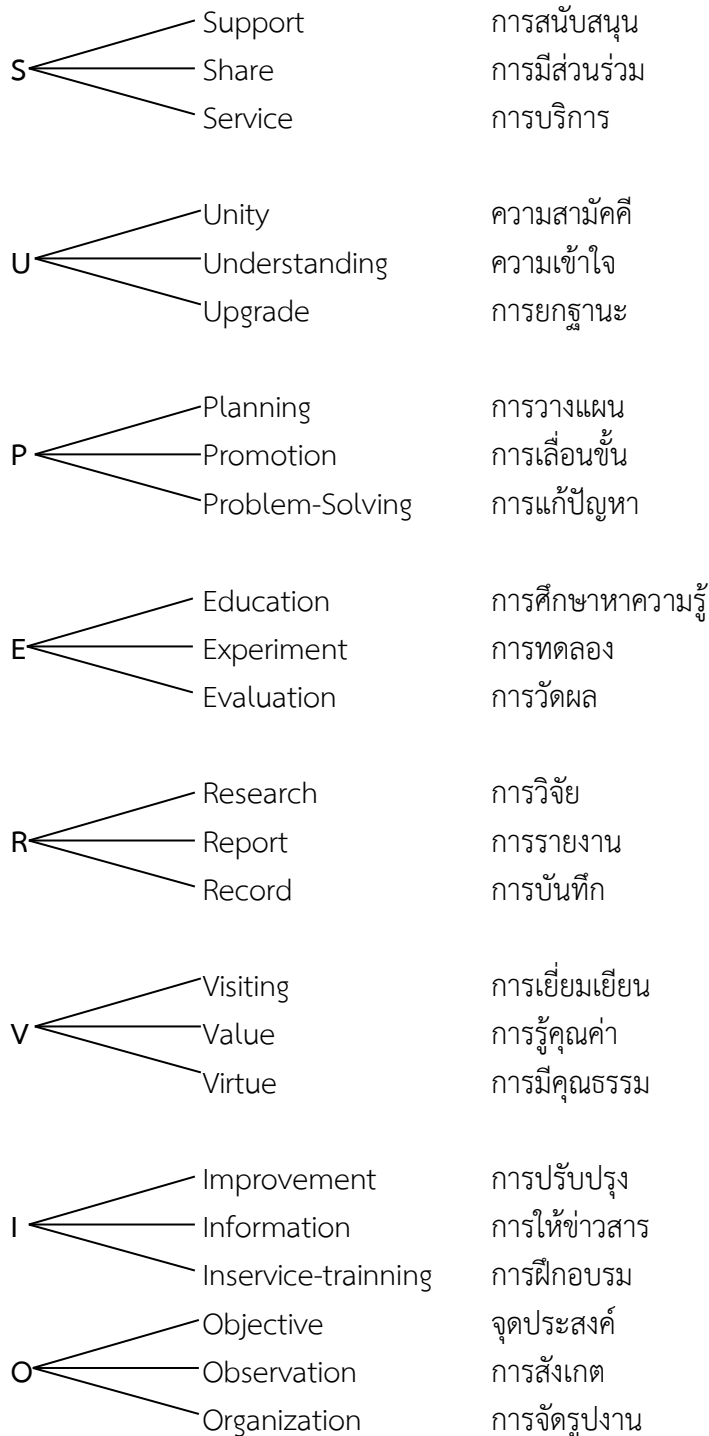 Support การสนับสนุน
S Share การมีส่วนร่วม
Service การบริการ
Unity ความสามัคคี
U Understanding ความเข้าใจ
Upgrade การยกฐานะ
Planning การวางแผน
P Promotion การเลื่อนขั้น
Problem-Solving การแก้ปัญหา
Education การศึกษาหาความรู้
E Experiment การทดลอง
Evaluation การวัดผล
Research การวิจัย
R Report การรายงาน
Record การบันทึก
Visiting การเยี่ยมเยียน
V Value การรู้คุณค่า
Virtue การมีคุณธรรม
Improvement การปรับปรุง
I Information การให้ข่าวสาร
Inservice-trainning การฝึกอบรม
Objective จุดประสงค์
O Observation การสังเกต
Organization การจัดรูปงาน